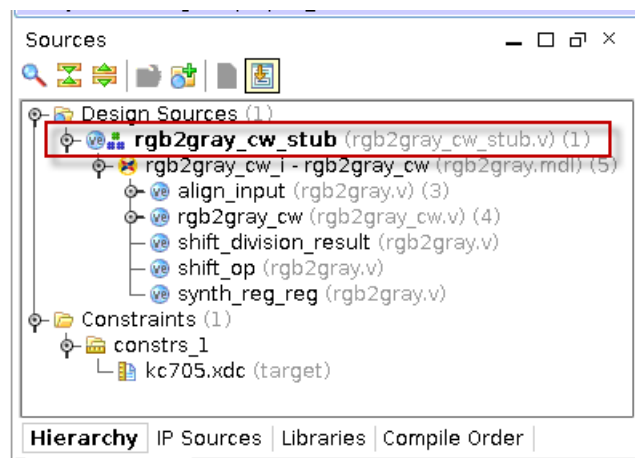 Sources
Design Sources (1)
rgb2gray_cw_stub (rgb2gray_cw_stub.v) (1)
rgb2gray_cw_i - rgb2gray_cw (rgb2gray.mdl) (5)
align_input (rgb2gray.v) (3)
rgb2gray_cw (rgb2gray_cw.v) (4)
shift_division_result (rgb2gray.v)
shift_op (rgb2gray.v)
synth_reg_reg (rgb2gray.v)
Constraints (1)
constrs_1
kc705.xdc (target)
Hierarchy IP Sources Libraries Compile Order